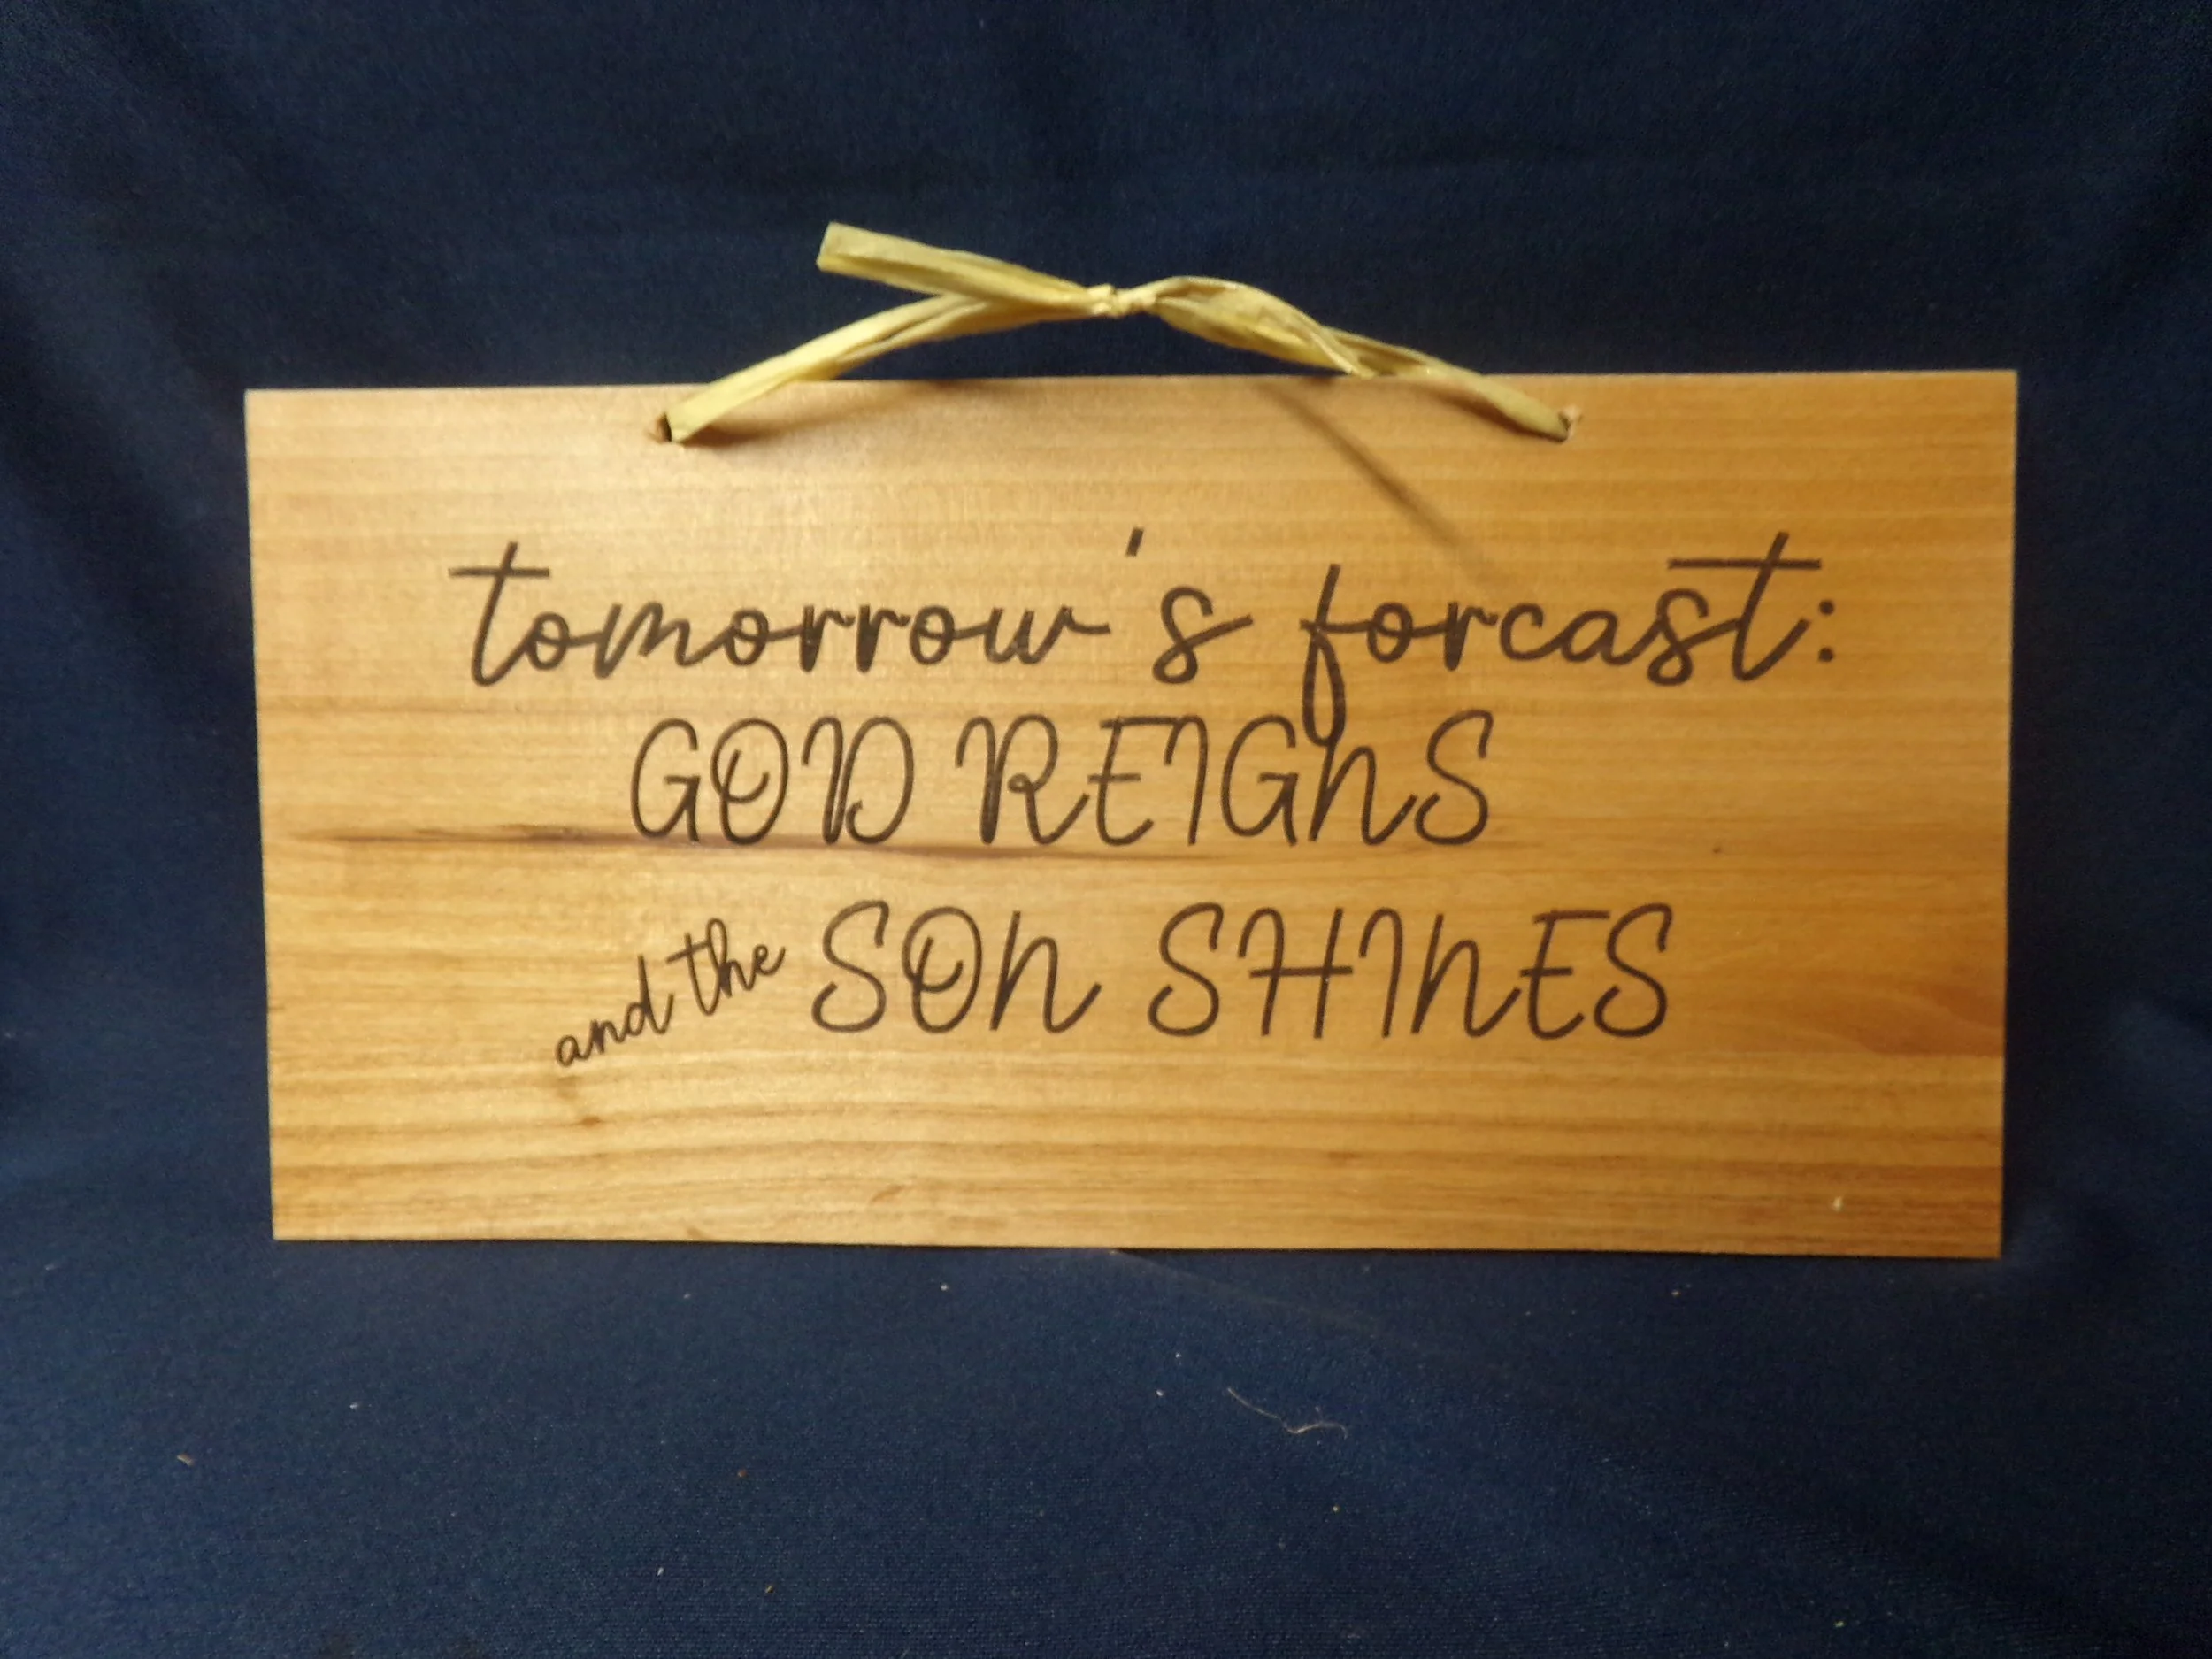 tomorrow's forcast:
GOD REIGnS
and the SOn SHInES